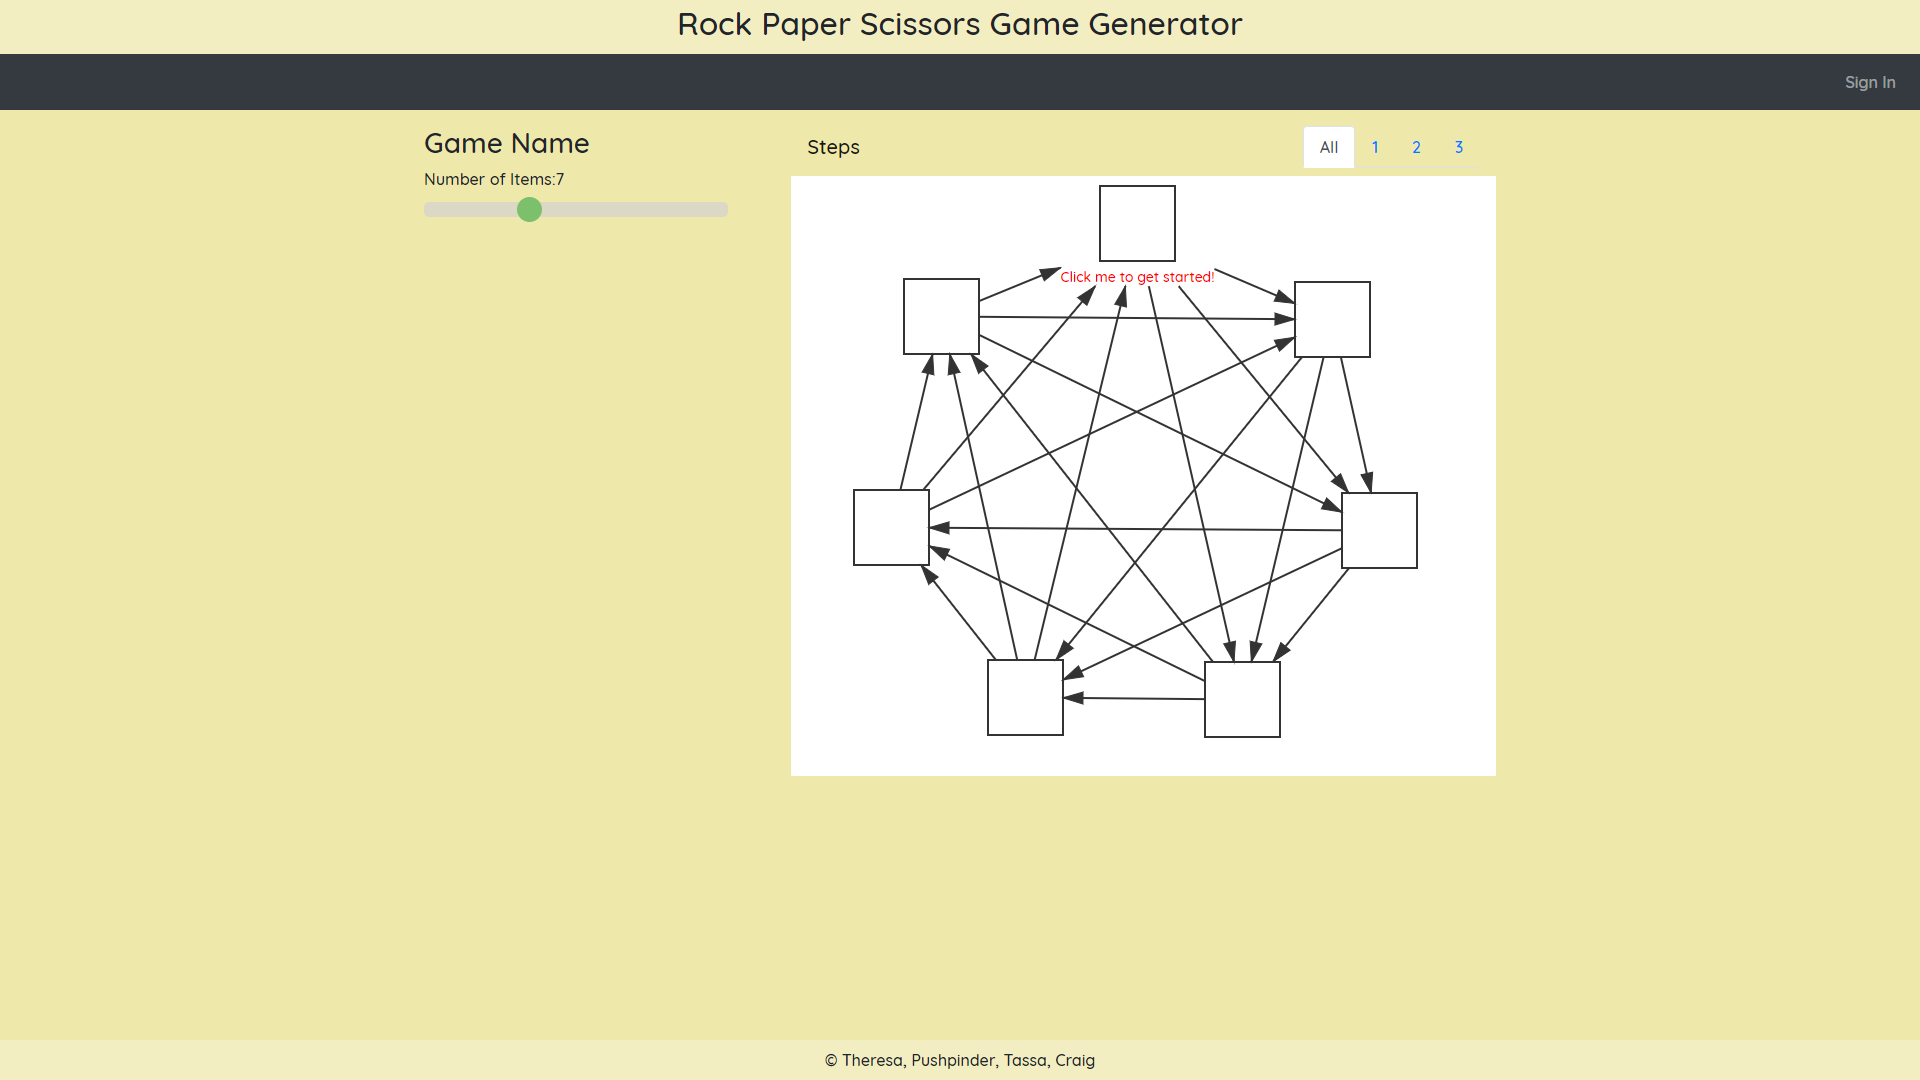 Rock Paper Scissors Game Generator
Sign In
Game Name
Number of Items:7
Steps
All 1 2 3
Click me to get started!
© Theresa, Pushpinder, Tassa, Craig